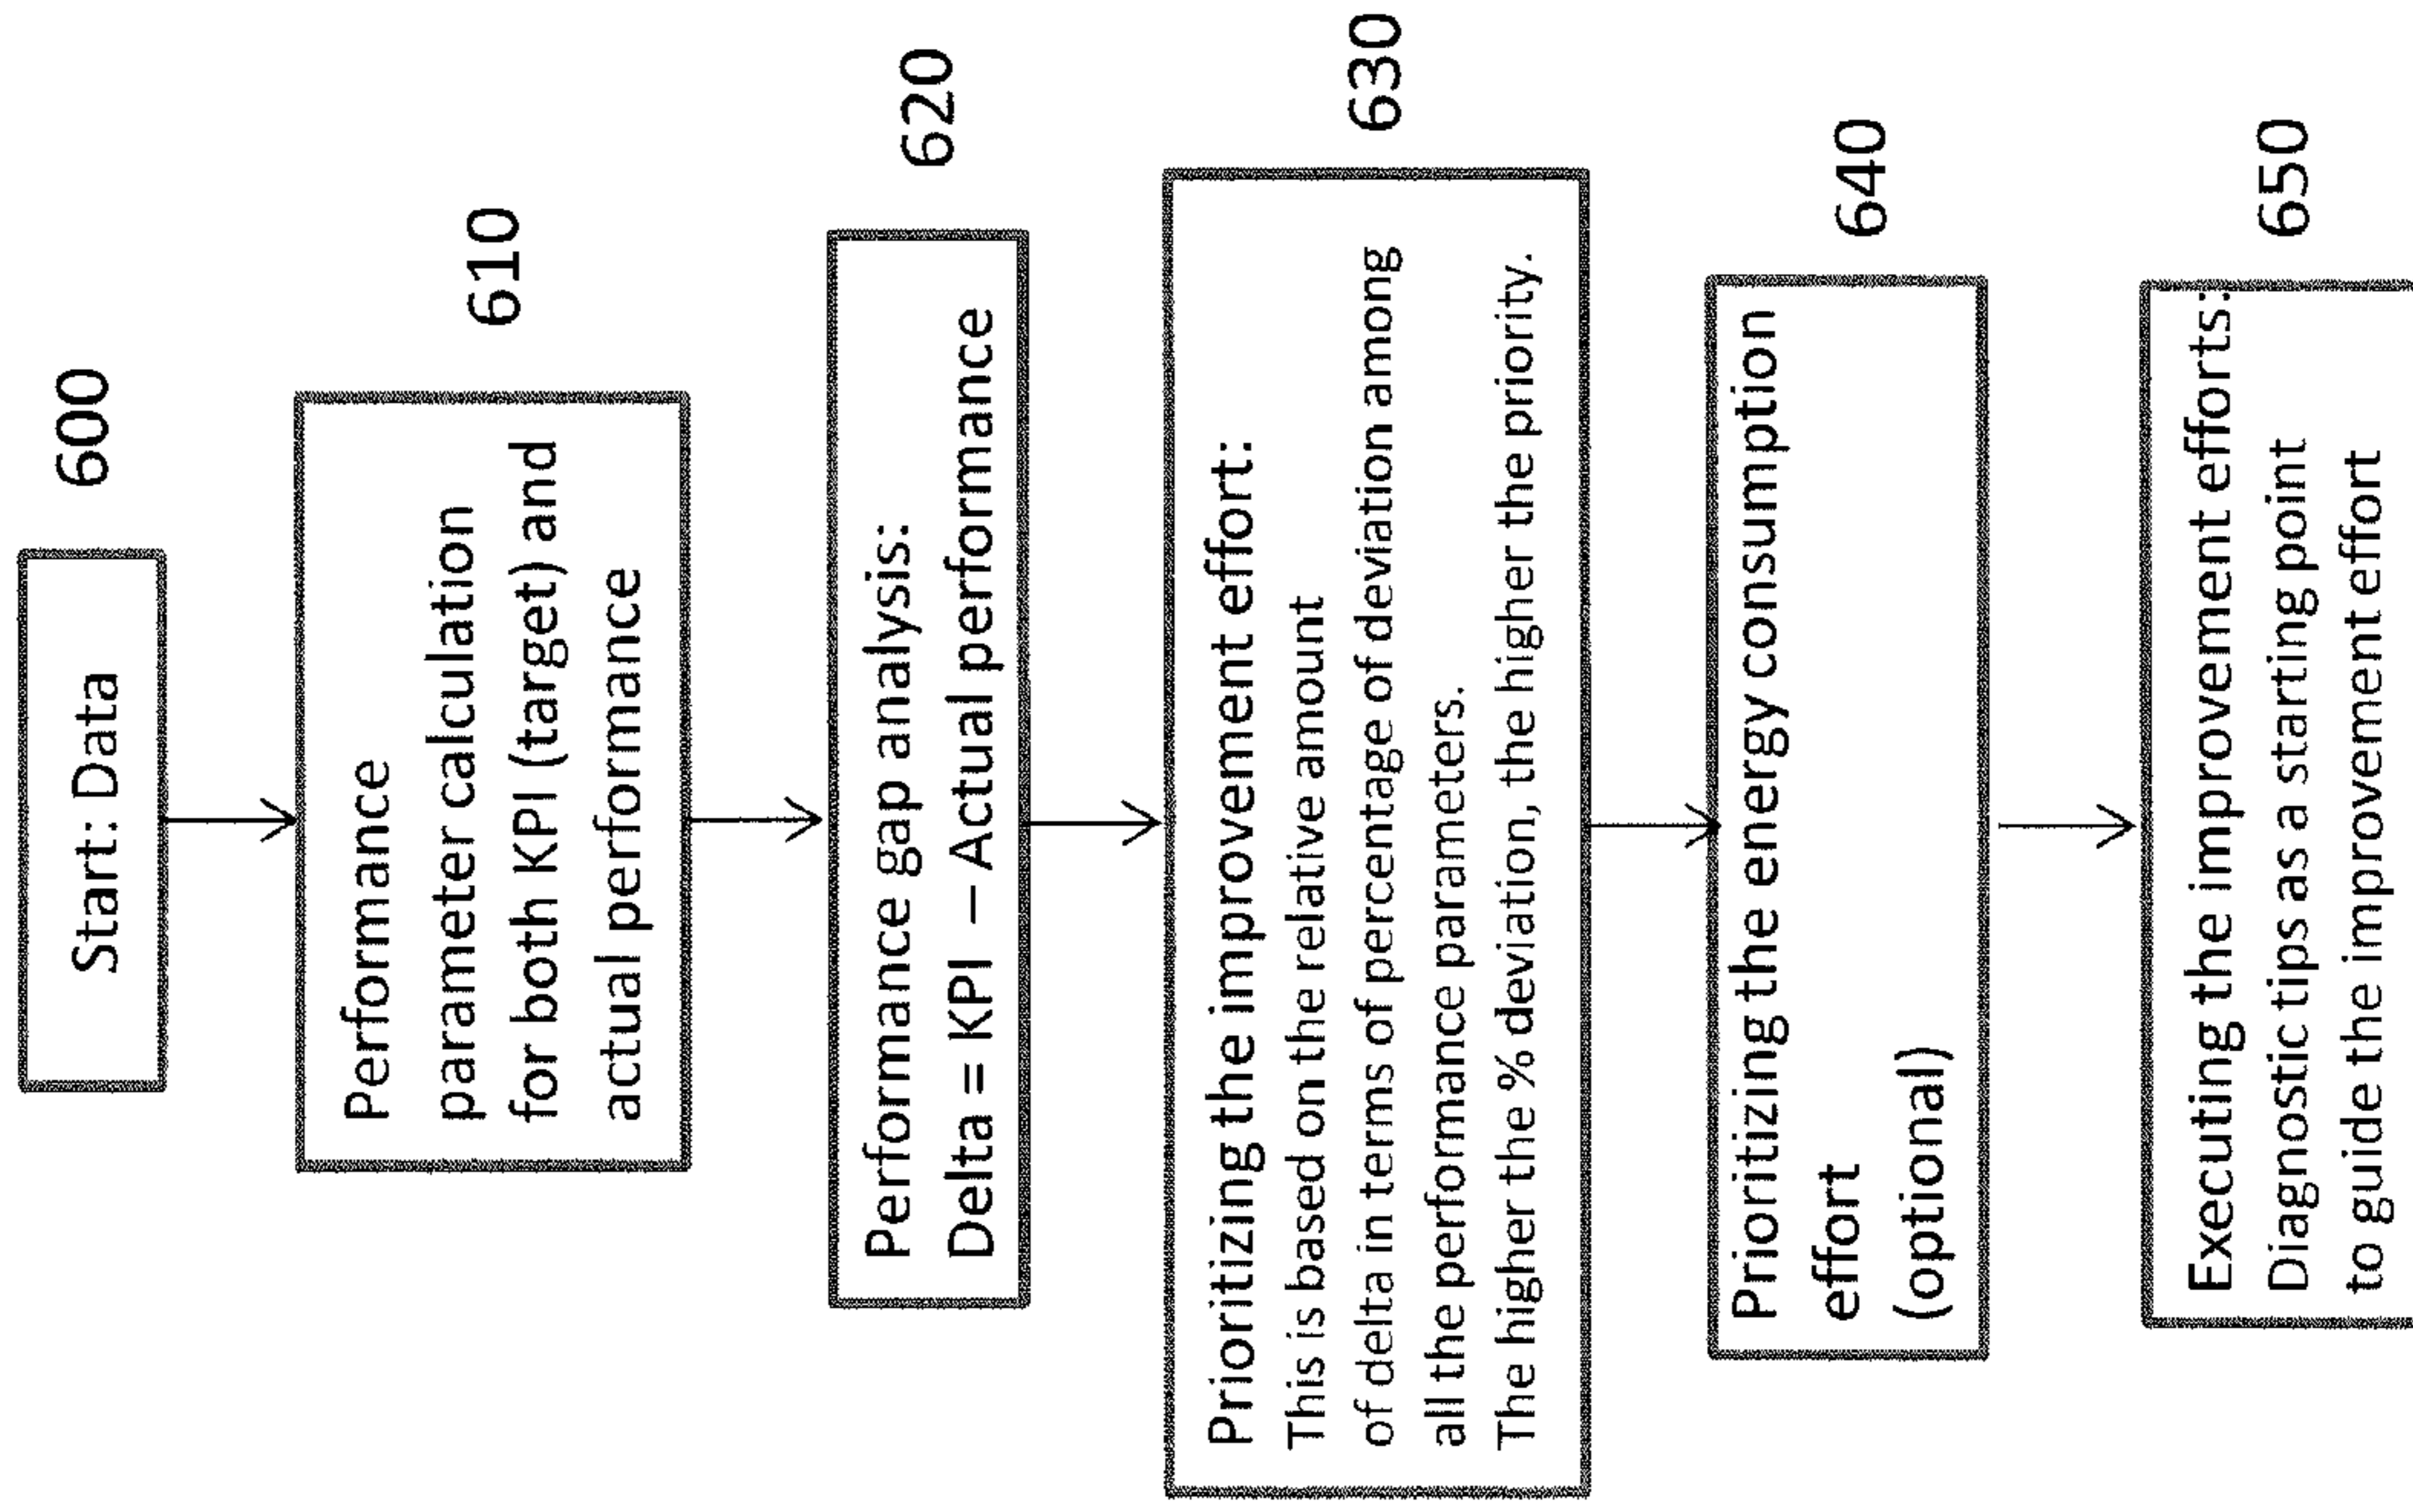 Start: Data
600
Performance
parameter calculation
for both KPI (target) and
actual performance
610
Performance gap analysis:
Delta = KPI – Actual performance
620
Prioritizing the improvement effort:
This is based on the relative amount
of delta in terms of percentage of deviation among
all the performance parameters.
The higher the % deviation, the higher the priority.
630
Prioritizing the energy consumption
effort
(optional)
640
Executing the improvement efforts:
Diagnostic tips as a starting point
to guide the improvement effort
650